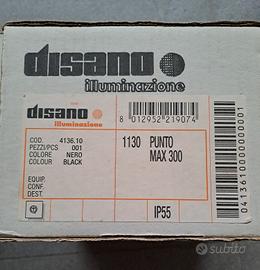 disano
illuminazione
disano
illuminazione
8 012952 219074
COD. 4136.10
PEZZI/PCS 001
COLORE NERO
COLOUR BLACK
1130 PUNTO
MAX 300
EQUIP.
CONF.
DEST.
IP55
subito